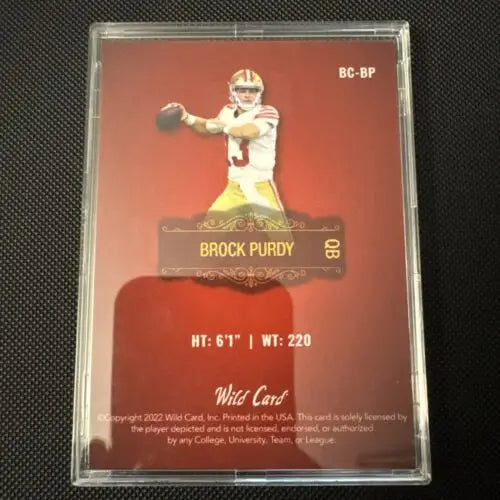 BC-BP
13
BROCK PURDY
QB
HT: 6'1" | WT: 220
Wild Card
©Copyright 2022 Wild Card, Inc. Printed in the USA. This card is solely licensed by
the player depicted and is not licensed, endorsed, or authorized
by any College, University, Team, or League.